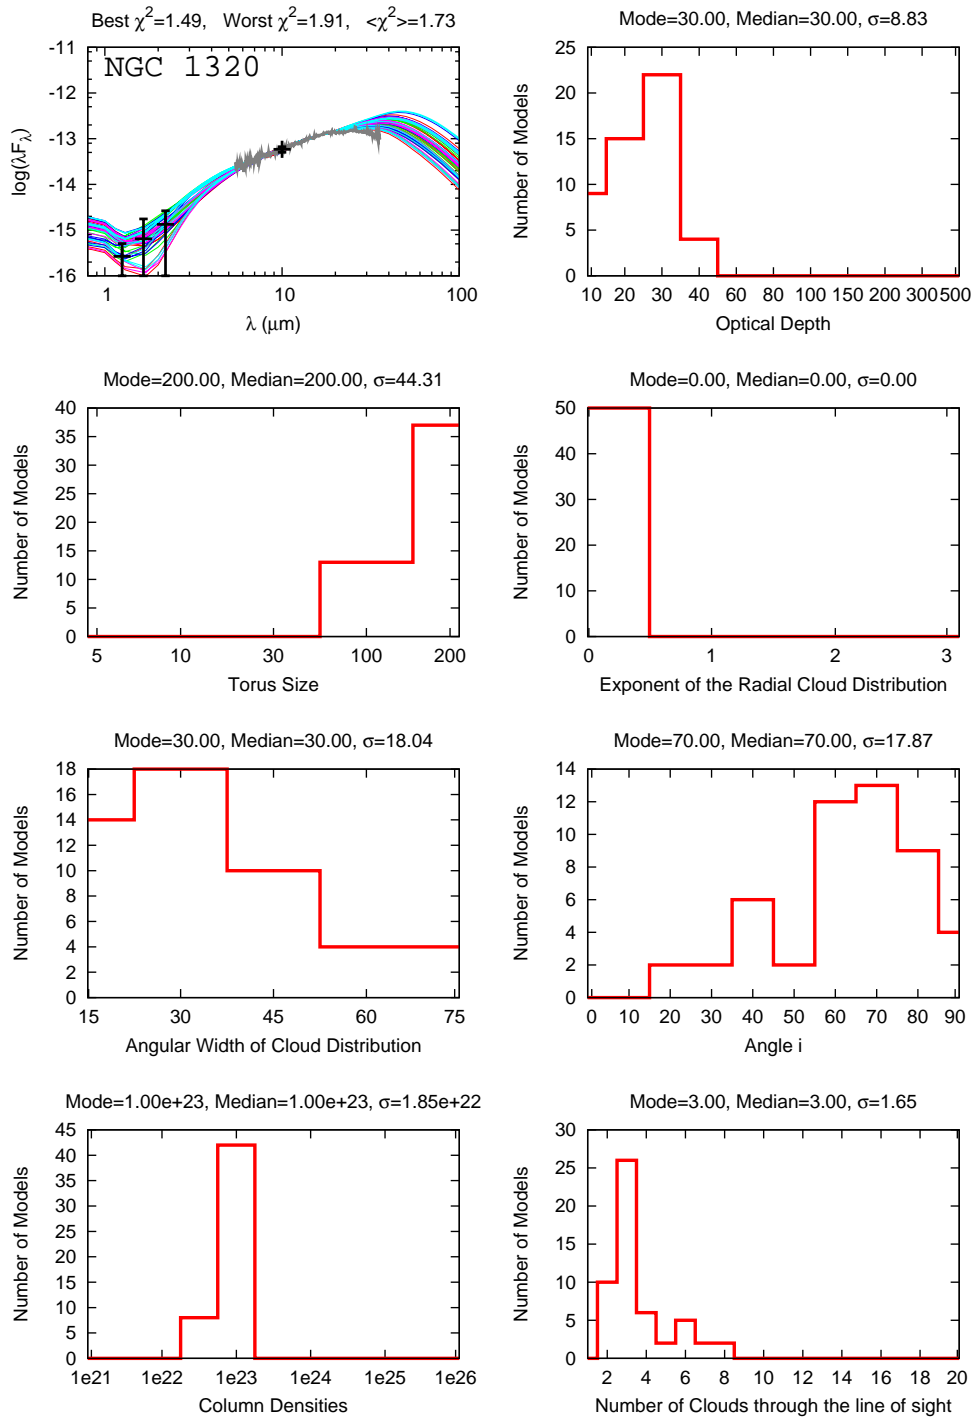 Best χ²=1.49, Worst χ²=1.91, <χ²>=1.73
NGC 1320
log(λFλ)
-11
-12
-13
-14
-15
-16
1 10 100
λ (μm)
Mode=30.00, Median=30.00, σ=8.83
Number of Models
25
20
15
10
5
0
10 20 30 40 60 80 100 150 200 300 500
Optical Depth
Mode=200.00, Median=200.00, σ=44.31
Number of Models
40
35
30
25
20
15
10
5
0
5 10 30 100 200
Torus Size
Mode=0.00, Median=0.00, σ=0.00
Number of Models
50
40
30
20
10
0
0 1 2 3
Exponent of the Radial Cloud Distribution
Mode=30.00, Median=30.00, σ=18.04
Number of Models
18
16
14
12
10
8
6
4
2
0
15 30 45 60 75
Angular Width of Cloud Distribution
Mode=70.00, Median=70.00, σ=17.87
Number of Models
14
12
10
8
6
4
2
0
0 10 20 30 40 50 60 70 80 90
Angle i
Mode=1.00e+23, Median=1.00e+23, σ=1.85e+22
Number of Models
45
40
35
30
25
20
15
10
5
0
1e21 1e22 1e23 1e24 1e25 1e26
Column Densities
Mode=3.00, Median=3.00, σ=1.65
Number of Models
30
25
20
15
10
5
0
2 4 6 8 10 12 14 16 18 20
Number of Clouds through the line of sight